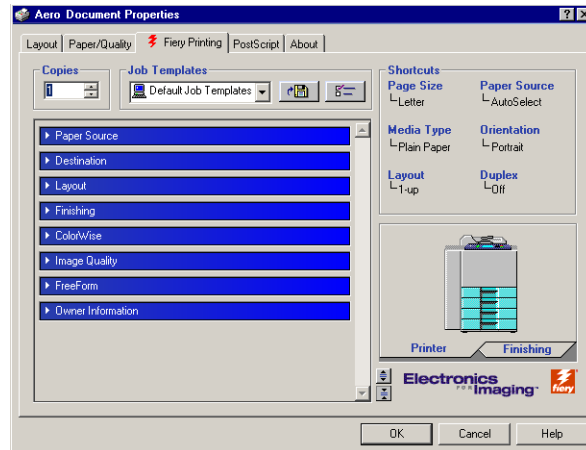 Aero Document Properties
Layout
Paper/Quality
Fiery Printing
PostScript
About
Copies
1
Job Templates
Default Job Templates
Paper Source
Destination
Layout
Finishing
ColorWise
Image Quality
FreeForm
Owner Information
Shortcuts
Page Size
Letter
Paper Source
AutoSelect
Media Type
Plain Paper
Orientation
Portrait
Layout
1-up
Duplex
Off
Printer
Finishing
Electronics
FOR Imaging
fiery
OK
Cancel
Help